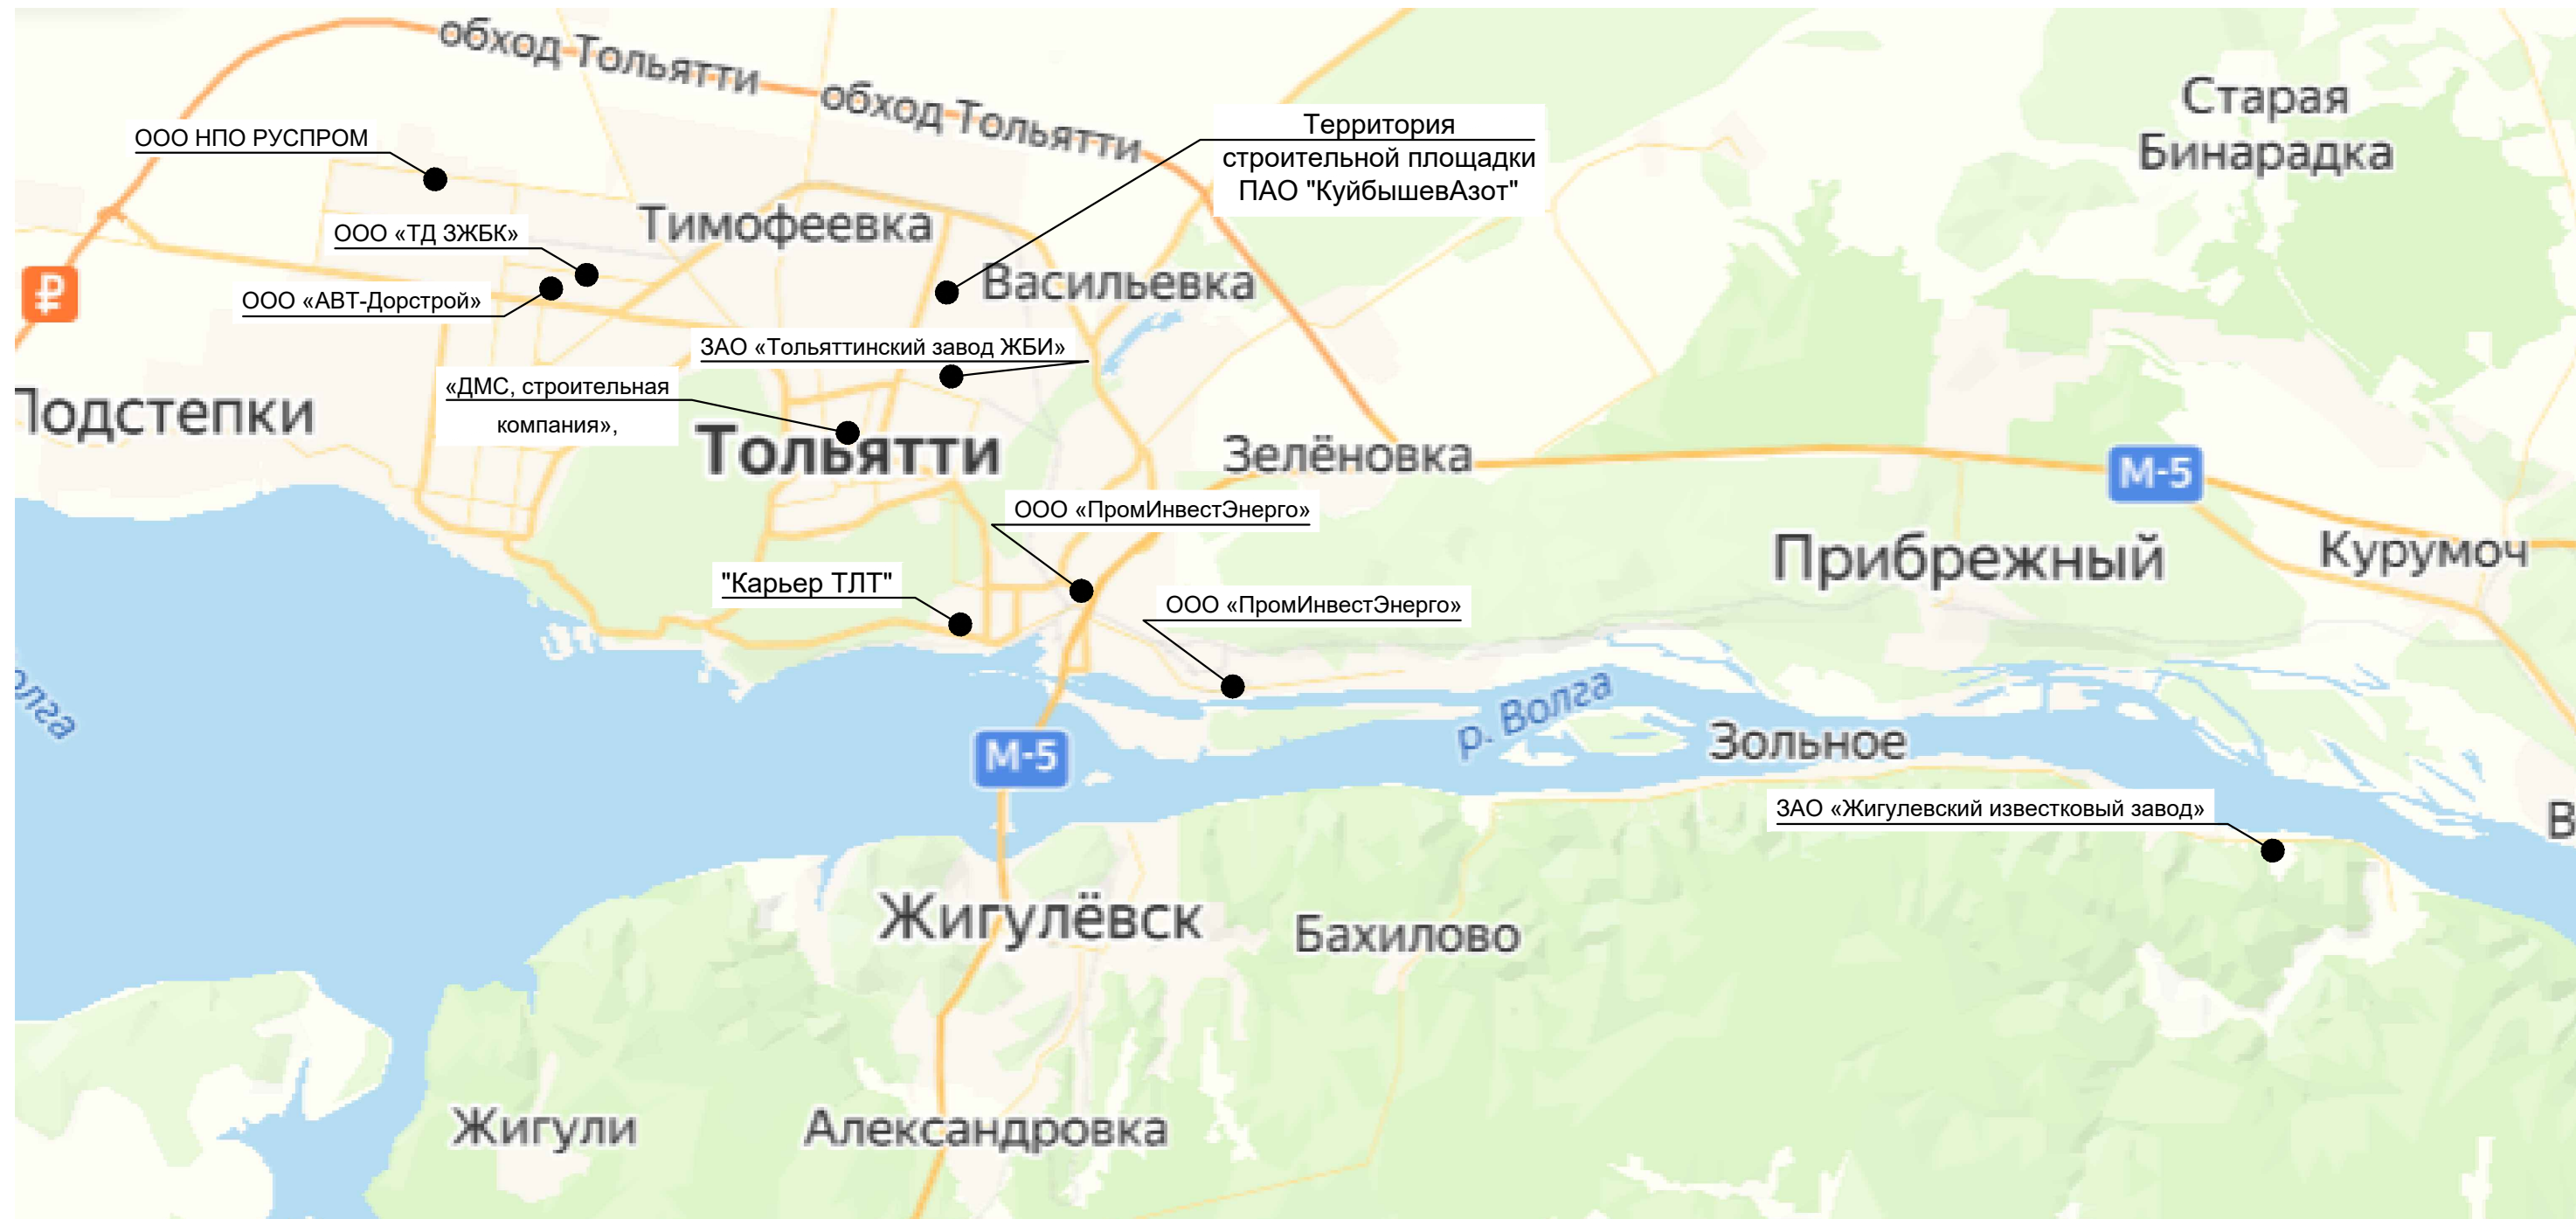 обход Тольятти
обход Тольятти
Старая
Бинарадка
ООО НПО РУСПРОМ
Территория
строительной площадки
ПАО "КуйбышевАзот"
Тимофеевка
ООО «ТД ЗЖБК»
Васильевка
₽
ООО «АВТ-Дорстрой»
ЗАО «Тольяттинский завод ЖБИ»
«ДМС, строительная
компания»,
Подстепки
Тольятти
Зелёновка
М-5
ООО «ПромИнвестЭнерго»
Прибрежный
Курумоч
"Карьер ТЛТ"
ООО «ПромИнвестЭнерго»
олга
р. Волга
Зольное
М-5
ЗАО «Жигулевский известковый завод»
В
Жигулёвск
Бахилово
Жигули
Александровка